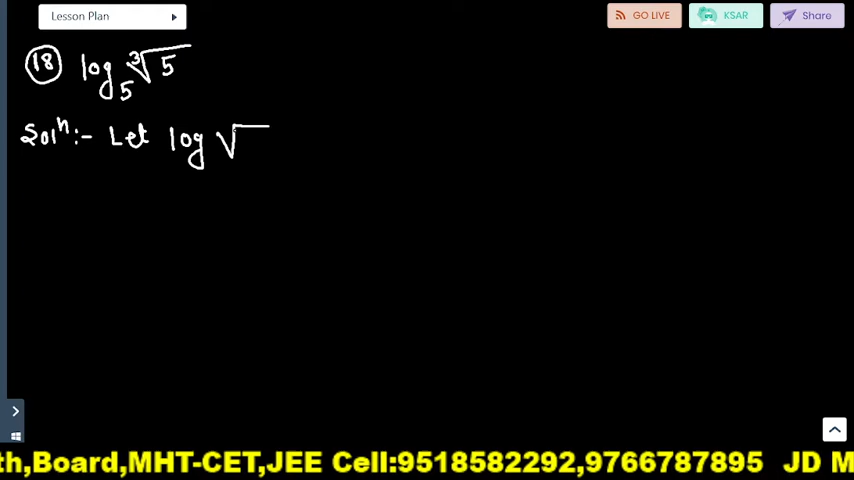 Lesson Plan
GO LIVE
KSAR
Share
(18) log₅ ∛5
Solⁿ:- Let log √
th,Board,MHT-CET,JEE Cell:9518582292,9766787895 JD M